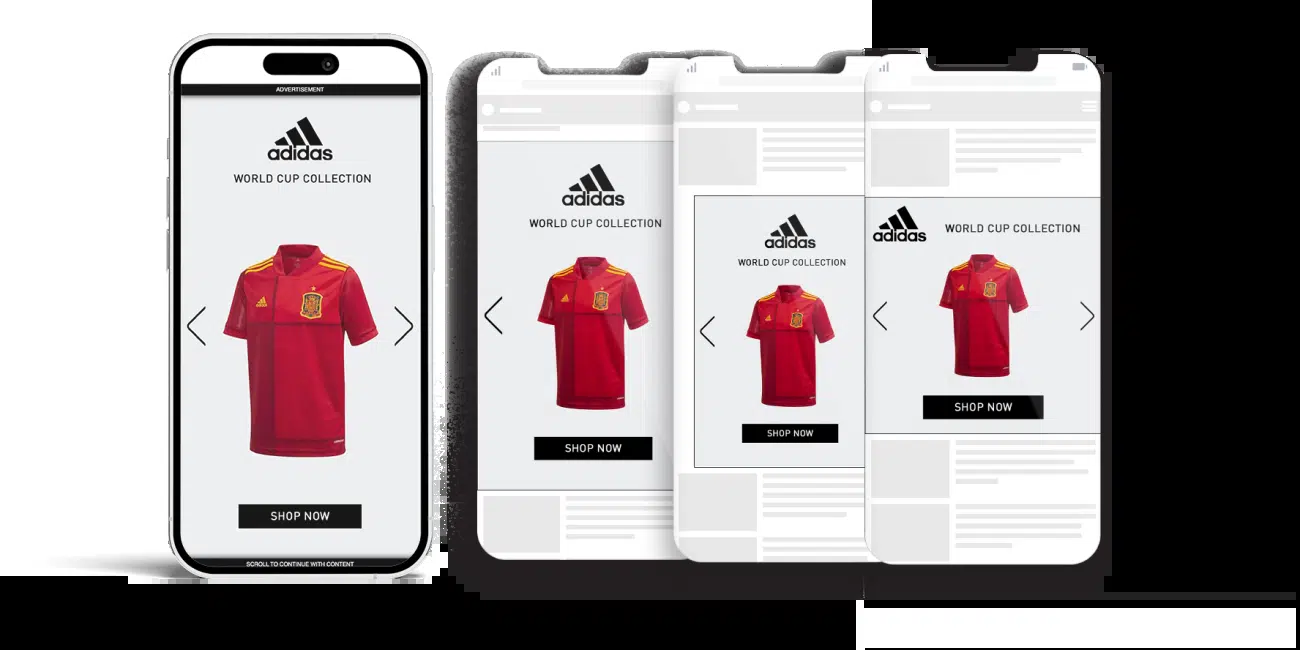 ADVERTISEMENT
adidas
WORLD CUP COLLECTION
SHOP NOW
SCROLL TO CONTINUE WITH CONTENT
adidas
WORLD CUP COLLECTION
SHOP NOW
adidas
WORLD CUP COLLECTION
SHOP NOW
adidas
WORLD CUP COLLECTION
SHOP NOW